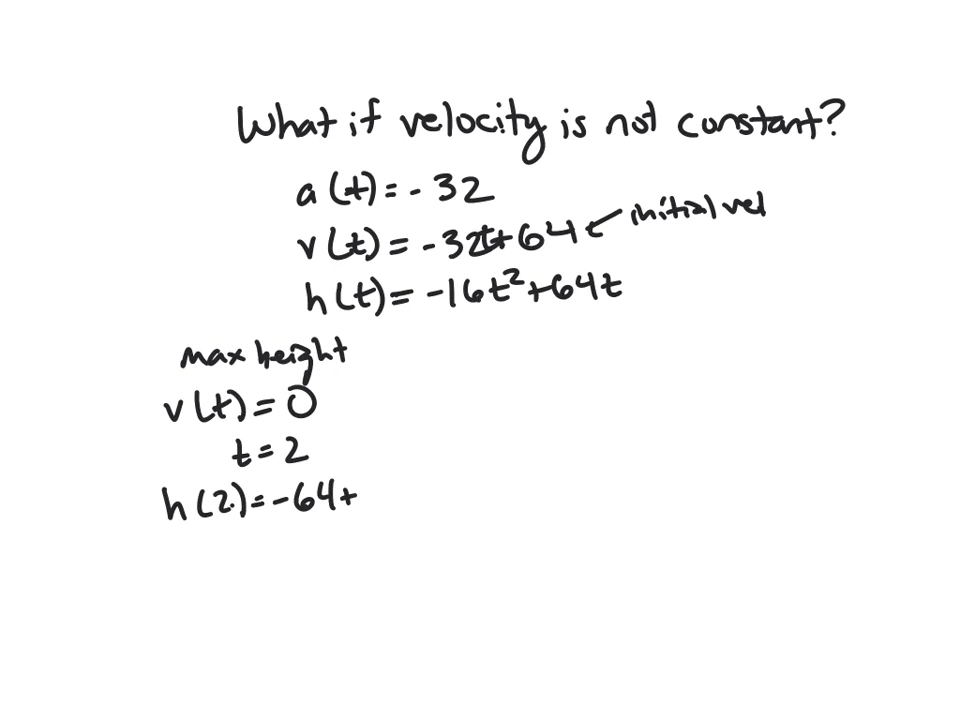 What if velocity is not constant?
a(t) = -32
v(t) = -32t+64 ← initial vel
h(t) = -16t²+64t
max height
v(t) = 0
t = 2
h(2) = -64+